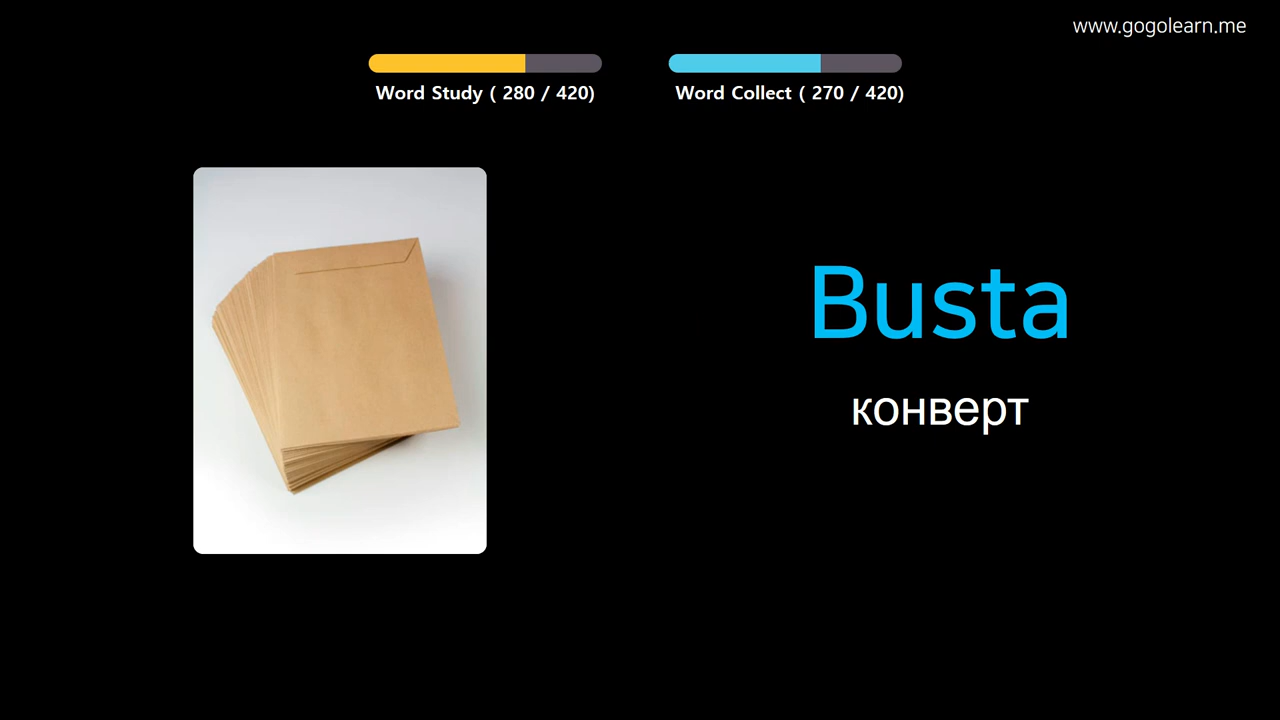 www.gogolearn.me
Word Study ( 280 / 420)
Word Collect ( 270 / 420)
Busta
конверт